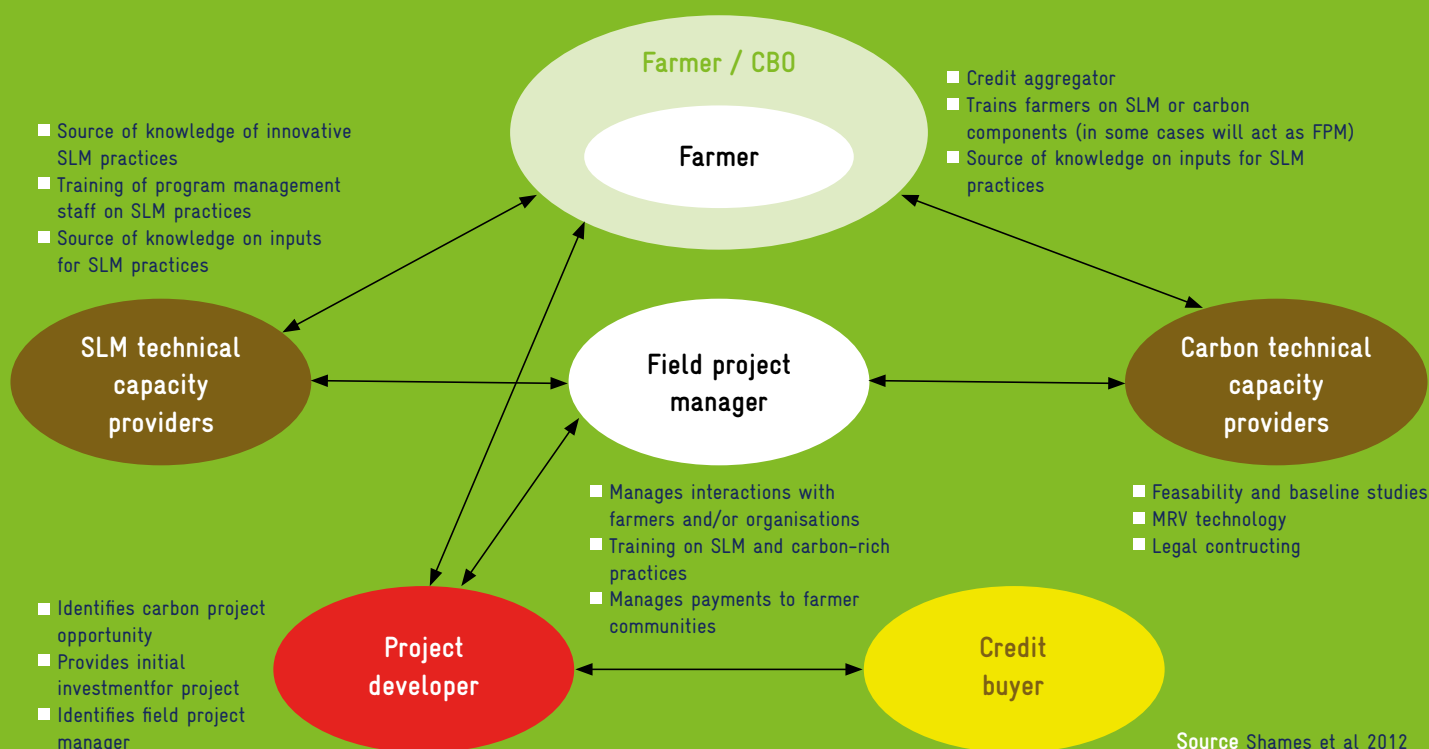 Farmer / CBO
Farmer
Credit aggregator
Trains farmers on SLM or carbon
components (in some cases will act as FPM)
Source of knowledge on inputs for SLM
practices
Source of knowledge of innovative
SLM practices
Training of program management
staff on SLM practices
Source of knowledge on inputs
for SLM practices
SLM technical
capacity
providers
Field project
manager
Carbon technical
capacity
providers
Manages interactions with
farmers and/or organisations
Training on SLM and carbon-rich
practices
Manages payments to farmer
communities
Feasability and baseline studies
MRV technology
Legal contructing
Identifies carbon project
opportunity
Provides initial
investmentfor project
Identifies field project
manager
Project
developer
Credit
buyer
Source Shames et al 2012